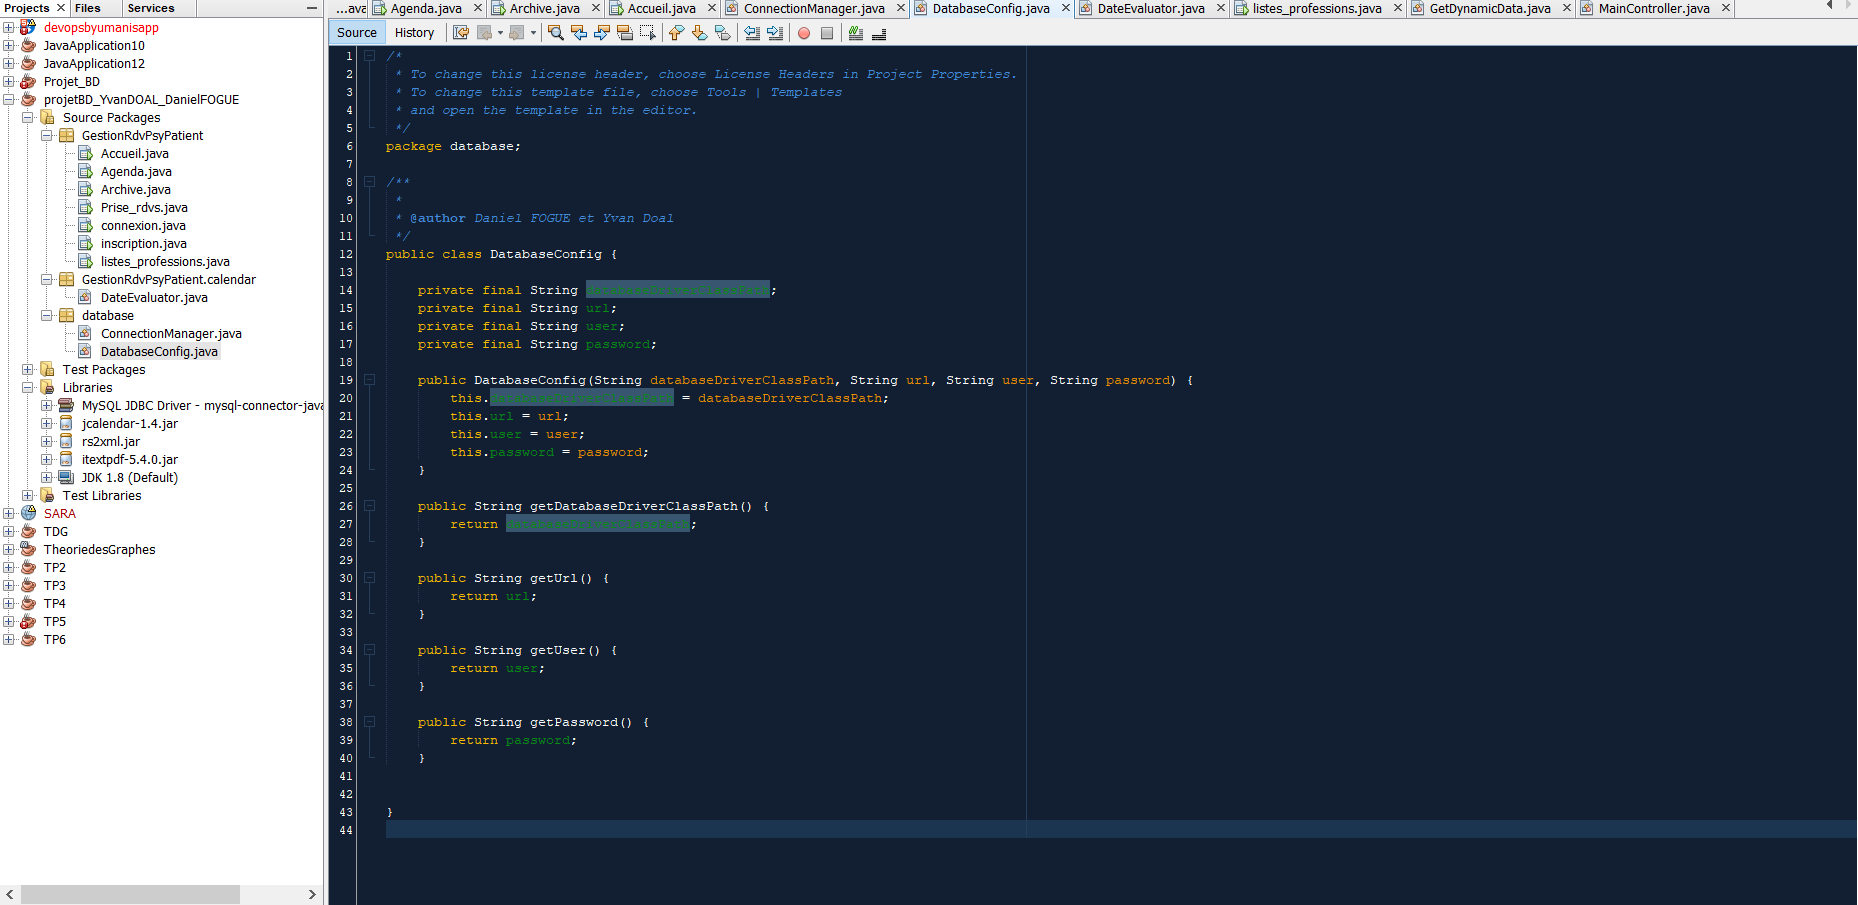 Projects Files Services
...ave Agenda.java Archive.java Accueil.java ConnectionManager.java DatabaseConfig.java DateEvaluator.java listes_professions.java GetDynamicData.java MainController.java
Source History
devopsbyumanisapp
JavaApplication10
JavaApplication12
Projet_BD
projetBD_YvanDOAL_DanielFOGUE
Source Packages
GestionRdvPsyPatient
Accueil.java
Agenda.java
Archive.java
Prise_rdvs.java
connexion.java
inscription.java
listes_professions.java
GestionRdvPsyPatient.calendar
DateEvaluator.java
database
ConnectionManager.java
DatabaseConfig.java
Test Packages
Libraries
MySQL JDBC Driver - mysql-connector-java
jcalendar-1.4.jar
rs2xml.jar
itextpdf-5.4.0.jar
JDK 1.8 (Default)
Test Libraries
SARA
TDG
TheoriedesGraphes
TP2
TP3
TP4
TP5
TP6
1 /*
2 * To change this license header, choose License Headers in Project Properties.
3 * To change this template file, choose Tools | Templates
4 * and open the template in the editor.
5 */
6 package database;
7
8 /**
9 *
10 * @author Daniel FOGUE et Yvan Doal
11 */
12 public class DatabaseConfig {
13
14 private final String databaseDriverClassPath;
15 private final String url;
16 private final String user;
17 private final String password;
18
19 public DatabaseConfig(String databaseDriverClassPath, String url, String user, String password) {
20 this.databaseDriverClassPath = databaseDriverClassPath;
21 this.url = url;
22 this.user = user;
23 this.password = password;
24 }
25
26 public String getDatabaseDriverClassPath() {
27 return databaseDriverClassPath;
28 }
29
30 public String getUrl() {
31 return url;
32 }
33
34 public String getUser() {
35 return user;
36 }
37
38 public String getPassword() {
39 return password;
40 }
41
42
43 }
44